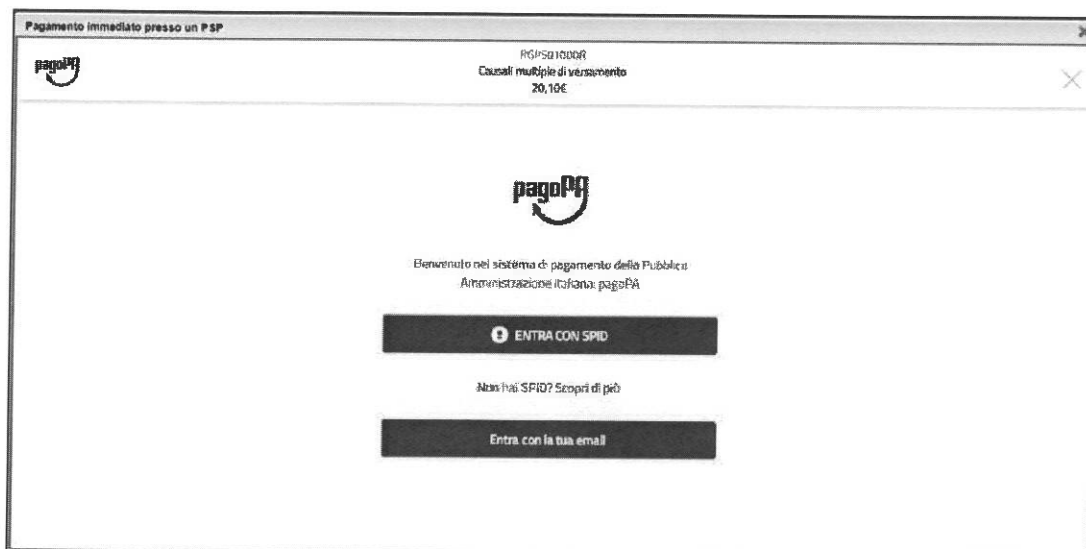 Pagamento immediato presso un PSP
pagoPA
RGPS01000R
Causali multiple di versamento
20,10€
pagoPA
Benvenuto nel sistema di pagamento della Pubblica
Amministrazione italiana: pagoPA
ENTRA CON SPID
Non hai SPID? Scopri di più
Entra con la tua email